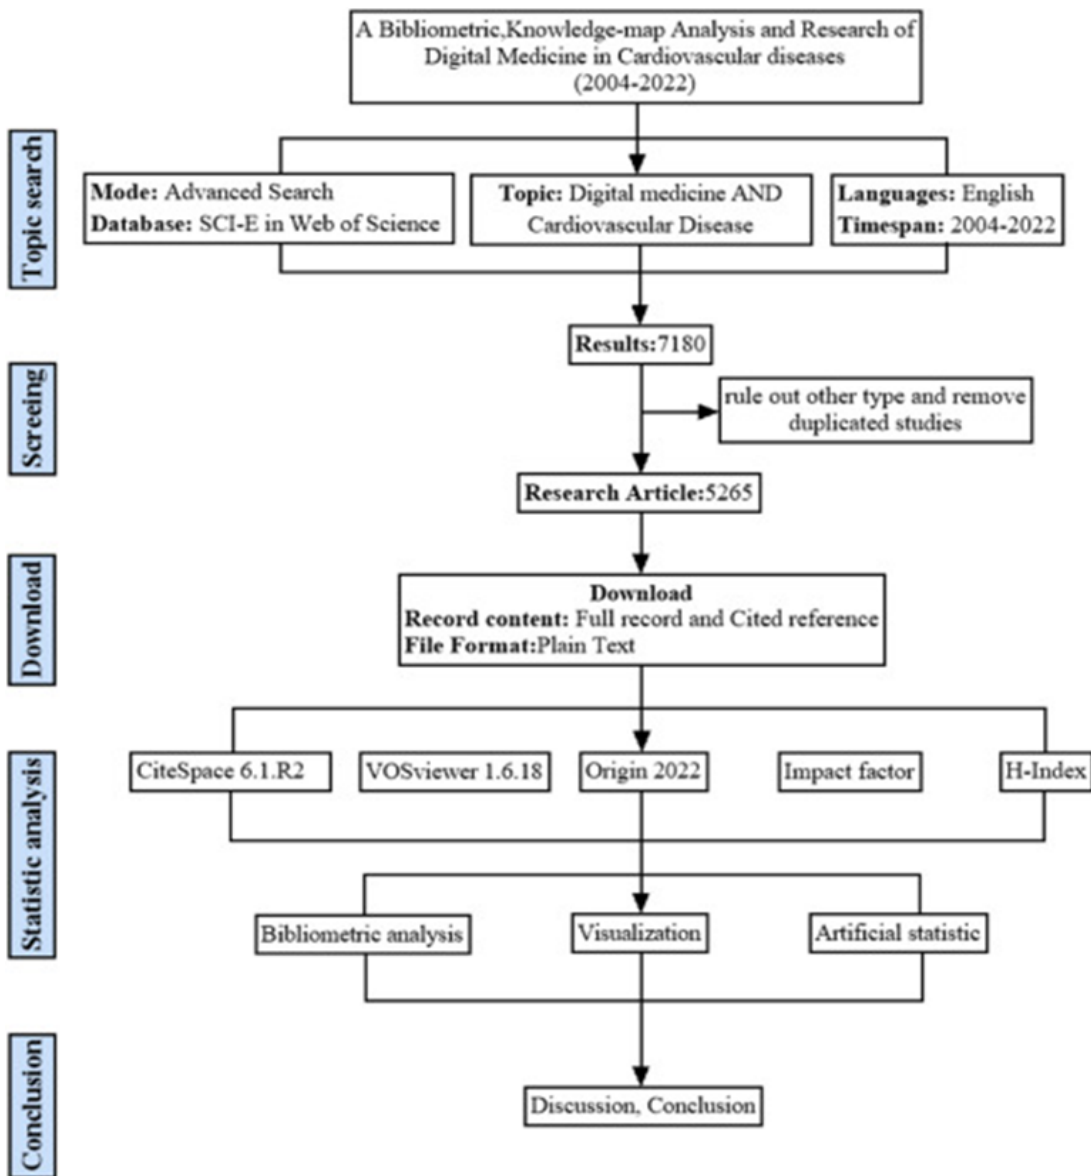 A Bibliometric,Knowledge-map Analysis and Research of
Digital Medicine in Cardiovascular diseases
(2004-2022)
Topic search
Mode: Advanced Search
Database: SCI-E in Web of Science
Topic: Digital medicine AND
Cardiovascular Disease
Languages: English
Timespan: 2004-2022
Results:7180
Screeing
rule out other type and remove
duplicated studies
Research Article:5265
Download
Download
Record content: Full record and Cited reference
File Format:Plain Text
Statistic analysis
CiteSpace 6.1.R2
VOSviewer 1.6.18
Origin 2022
Impact factor
H-Index
Bibliometric analysis
Visualization
Artificial statistic
Conclusion
Discussion, Conclusion